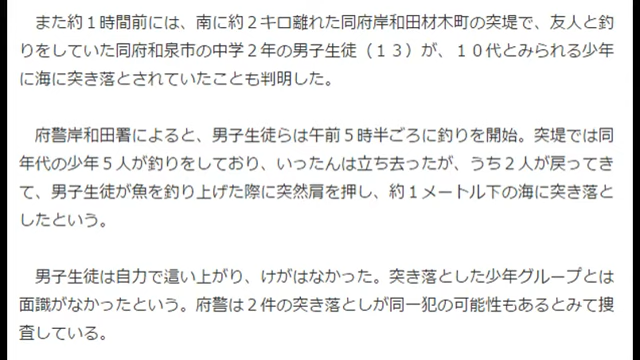 また約１時間前には、南に約２キロ離れた同府岸和田材木町の突堤で、友人と釣
りをしていた同府和泉市の中学２年の男子生徒（１３）が、１０代とみられる少年
に海に突き落とされていたことも判明した。
府警岸和田署によると、男子生徒らは午前５時半ごろに釣りを開始。突堤では同
年代の少年５人が釣りをしており、いったんは立ち去ったが、うち２人が戻ってき
て、男子生徒が魚を釣り上げた際に突然肩を押し、約１メートル下の海に突き落と
したという。
男子生徒は自力で這い上がり、けがはなかった。突き落とした少年グループとは
面識がなかったという。府警は２件の突き落としが同一犯の可能性もあるとみて捜
査している。